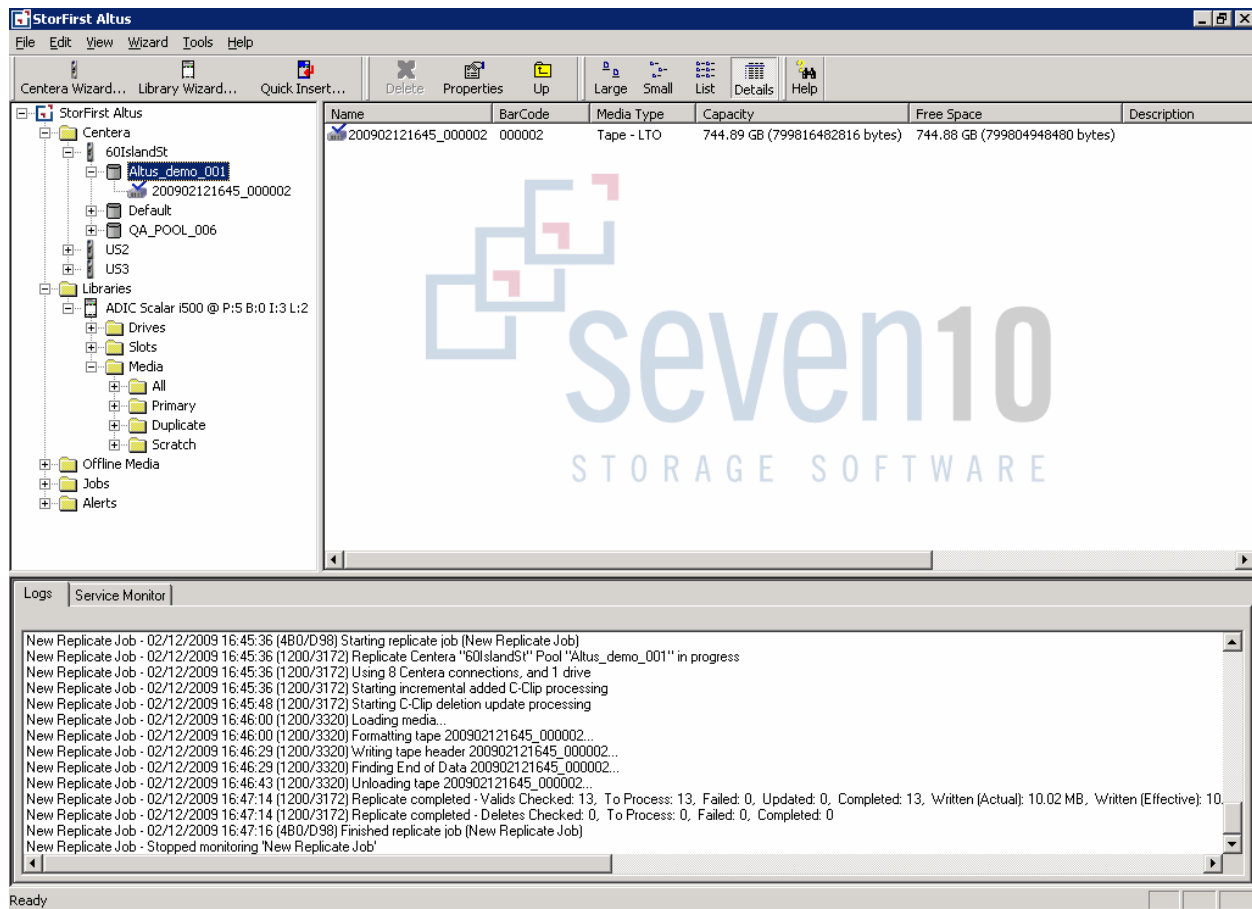 StorFirst Altus
File Edit View Wizard Tools Help
Centera Wizard... Library Wizard... Quick Insert... Delete Properties Up Large Small List Details Help
StorFirst Altus
Centera
60IslandSt
Altus_demo_001
200902121645_000002
Default
QA_POOL_006
US2
US3
Libraries
ADIC Scalar i500 @ P:5 B:0 I:3 L:2
Drives
Slots
Media
All
Primary
Duplicate
Scratch
Offline Media
Jobs
Alerts
Name BarCode Media Type Capacity Free Space Description
200902121645_000002 000002 Tape - LTO 744.89 GB (799816482816 bytes) 744.88 GB (799804948480 bytes)
seven10
STORAGE SOFTWARE
Logs Service Monitor
New Replicate Job - 02/12/2009 16:45:36 (4B0/D98) Starting replicate job (New Replicate Job)
New Replicate Job - 02/12/2009 16:45:36 (1200/3172) Replicate Centera "60IslandSt" Pool "Altus_demo_001" in progress
New Replicate Job - 02/12/2009 16:45:36 (1200/3172) Using 8 Centera connections, and 1 drive
New Replicate Job - 02/12/2009 16:45:36 (1200/3172) Starting incremental added C-Clip processing
New Replicate Job - 02/12/2009 16:45:48 (1200/3172) Starting C-Clip deletion update processing
New Replicate Job - 02/12/2009 16:46:00 (1200/3320) Loading media...
New Replicate Job - 02/12/2009 16:46:00 (1200/3320) Formatting tape 200902121645_000002...
New Replicate Job - 02/12/2009 16:46:29 (1200/3320) Writing tape header 200902121645_000002...
New Replicate Job - 02/12/2009 16:46:29 (1200/3320) Finding End of Data 200902121645_000002...
New Replicate Job - 02/12/2009 16:46:43 (1200/3320) Unloading tape 200902121645_000002...
New Replicate Job - 02/12/2009 16:47:14 (1200/3172) Replicate completed - Valids Checked: 13, To Process: 13, Failed: 0, Updated: 0, Completed: 13, Written (Actual): 10.02 MB, Written (Effective): 10.
New Replicate Job - 02/12/2009 16:47:14 (1200/3172) Replicate completed - Deletes Checked: 0, To Process: 0, Failed: 0, Completed: 0
New Replicate Job - 02/12/2009 16:47:16 (4B0/D98) Finished replicate job (New Replicate Job)
New Replicate Job - Stopped monitoring 'New Replicate Job'
Ready